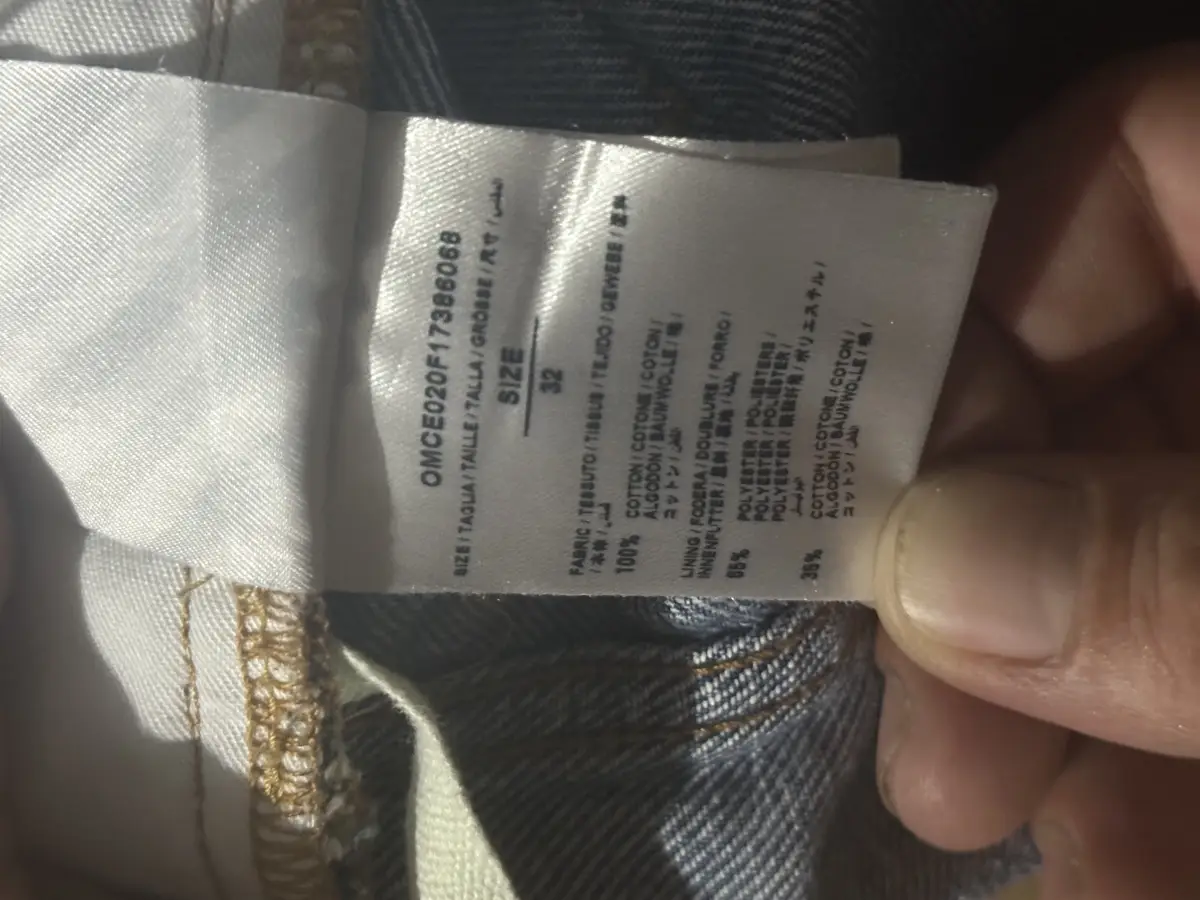 OMCE020F17386068
SIZE / TAGLIA / TAILLE / TALLA / GRÖSSE / 尺寸 / المقاس
SIZE
32
FABRIC / TESSUTO / TISSUS / TEJIDO / GEWEBE / 面料
/ 本体 /
100% COTTON / COTONE / COTON /
ALGODON / BAUMWOLLE / 棉 /
コットン / قطن
LINING / FODERA / DOUBLURE / FORRO /
INNENFUTTER / 里料 / 裏地 / بطانة
65% POLYESTER / POLIESTERE /
POLYESTER / POLIESTER /
POLYESTER / 聚酯纤维 / ポリエステル /
بوليستر
35% COTTON / COTONE / COTON /
ALGODON / BAUMWOLLE / 棉 /
コットン / قطن